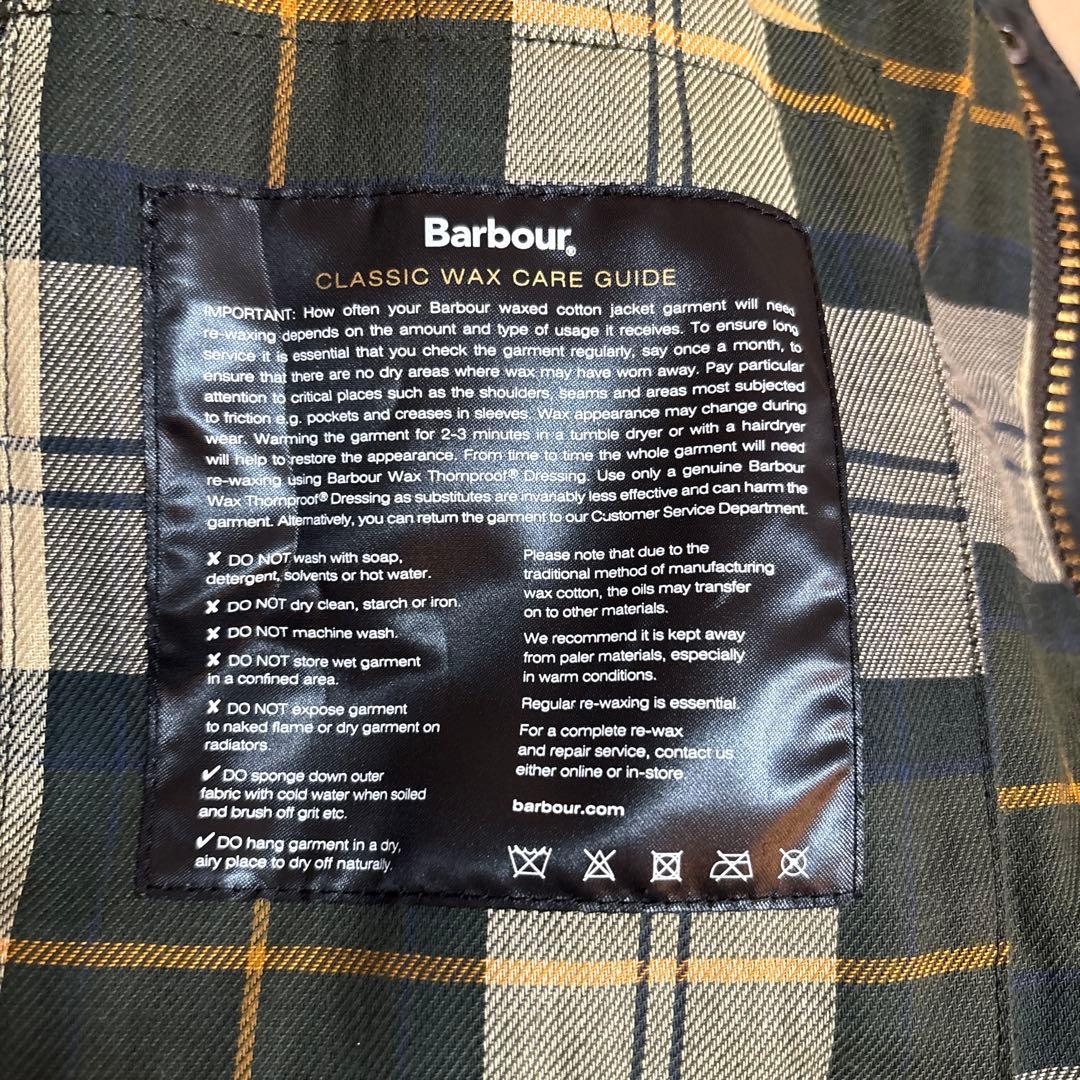 Barbour®
CLASSIC WAX CARE GUIDE
IMPORTANT: How often your Barbour waxed cotton jacket garment will need
re-waxing depends on the amount and type of usage it receives. To ensure long
service it is essential that you check the garment regularly, say once a month, to
ensure that there are no dry areas where wax may have worn away. Pay particular
attention to critical places such as the shoulders, seams and areas most subjected
to friction e.g. pockets and creases in sleeves. Wax appearance may change during
wear. Warming the garment for 2-3 minutes in a tumble dryer or with a hairdryer
will help to restore the appearance. From time to time the whole garment will need
re-waxing using Barbour Wax Thornproof® Dressing. Use only a genuine Barbour
Wax Thornproof® Dressing as substitutes are invariably less effective and can harm the
garment. Alternatively, you can return the garment to our Customer Service Department.
✘ DO NOT wash with soap,
detergent, solvents or hot water.
✘ DO NOT dry clean, starch or iron.
✘ DO NOT machine wash.
✘ DO NOT store wet garment
in a confined area.
✘ DO NOT expose garment
to naked flame or dry garment on
radiators.
✔ DO sponge down outer
fabric with cold water when soiled
and brush off grit etc.
✔ DO hang garment in a dry,
airy place to dry off naturally.
Please note that due to the
traditional method of manufacturing
wax cotton, the oils may transfer
on to other materials.
We recommend it is kept away
from paler materials, especially
in warm conditions.
Regular re-waxing is essential.
For a complete re-wax
and repair service, contact us
either online or in-store.
barbour.com